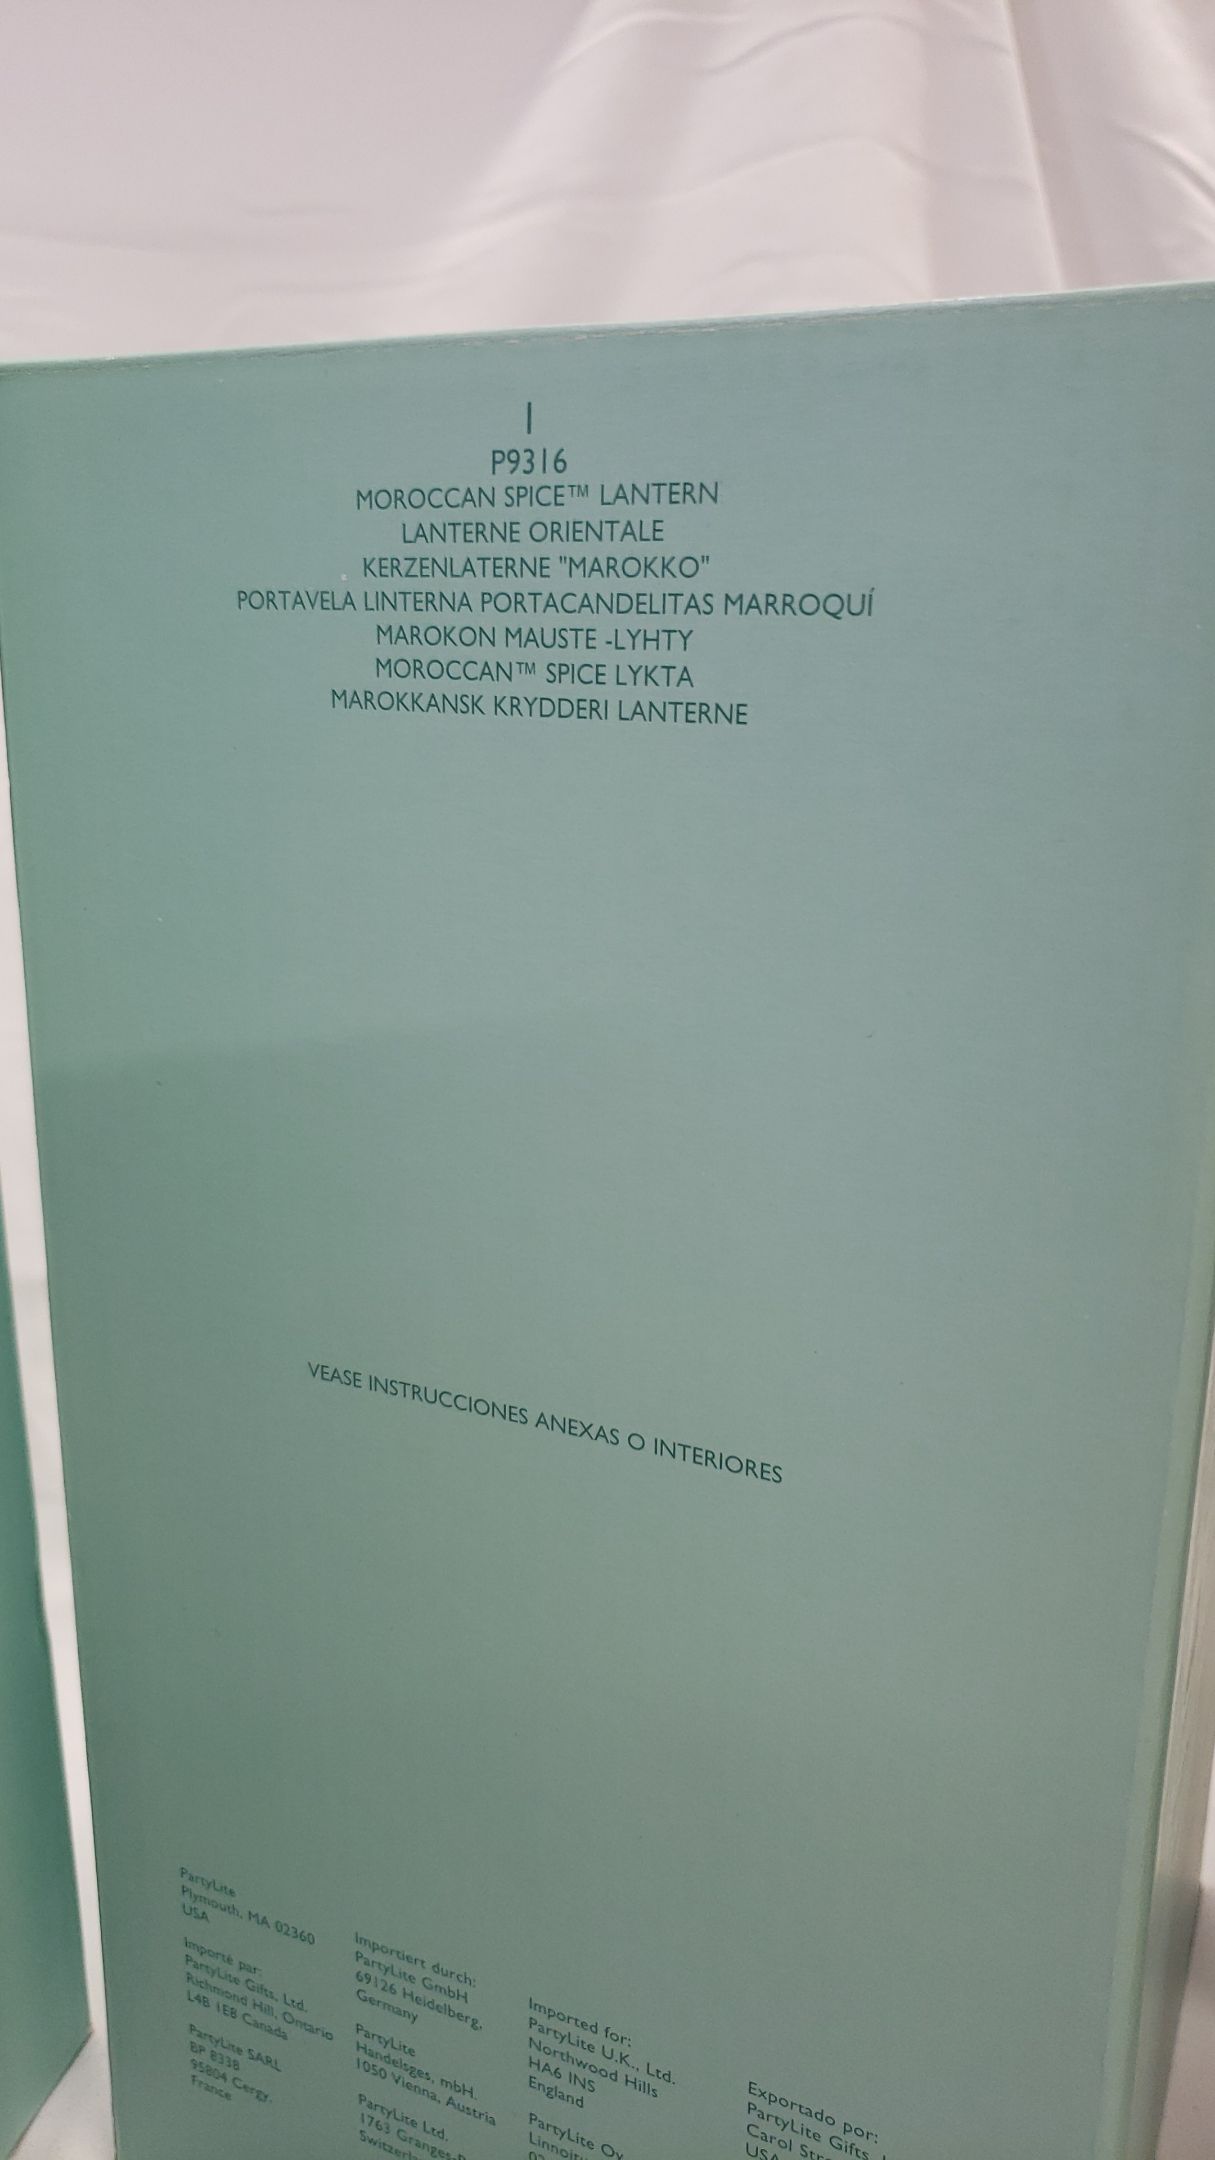 1
P9316
MOROCCAN SPICE™ LANTERN
LANTERNE ORIENTALE
KERZENLATERNE "MAROKKO"
PORTAVELA LINTERNA PORTACANDELITAS MARROQUÍ
MAROKON MAUSTE -LYHTY
MOROCCAN™ SPICE LYKTA
MAROKKANSK KRYDDERI LANTERNE
VEASE INSTRUCCIONES ANEXAS O INTERIORES
PartyLite
Plymouth, MA 02360
USA
Importé par:
PartyLite Gifts, Ltd.
Richmond Hill, Ontario
L4B 1E8 Canada
PartyLite SARL
BP 8338
95804 Cergy,
France
Importiert durch:
PartyLite GmbH
69126 Heidelberg,
Germany
PartyLite
Handelsges, mbH.
1050 Vienna, Austria
PartyLite Ltd.
1763 Granges-
Imported for:
PartyLite U.K., Ltd.
Northwood Hills
HA6 INS
England
PartyLite Oy
Exportado por:
PartyLite Gifts,
Carol
USA